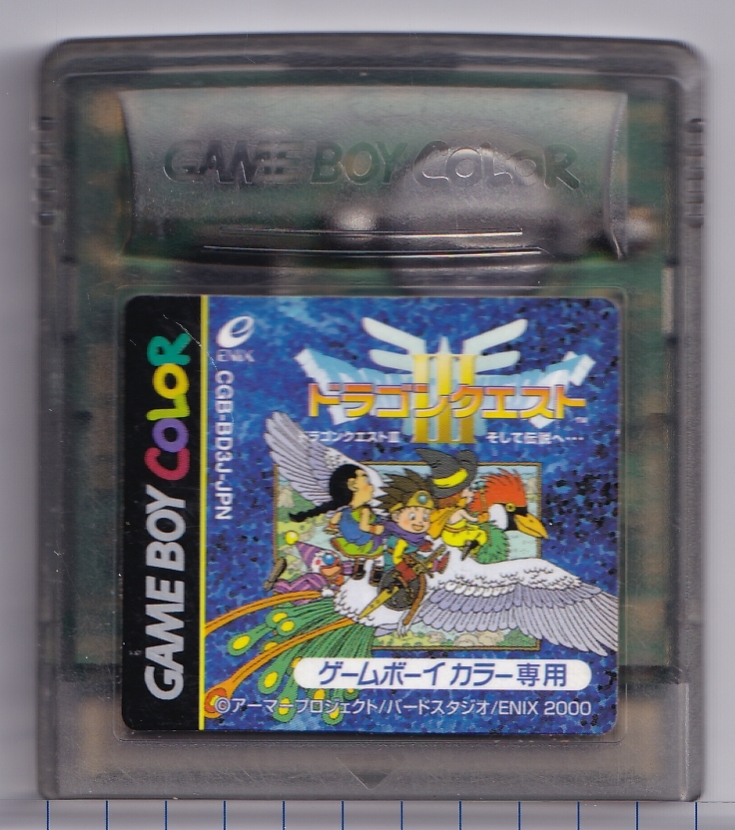 GAME BOY COLOR
GAME BOY COLOR
ENIX
CGB-BD3J-JPN
III
ドラゴンクエスト
TM
ドラゴンクエストⅢ そして伝説へ…
ゲームボーイ カラー専用
©アーマープロジェクト/バードスタジオ/ENIX 2000